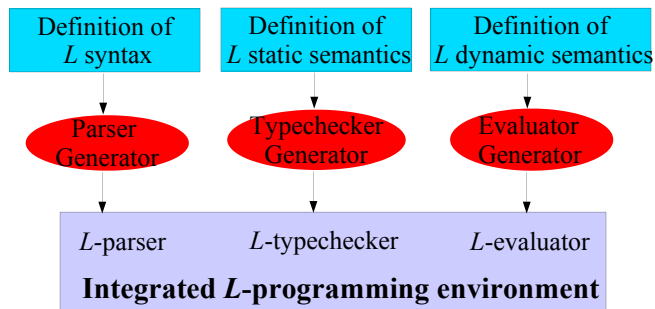 Definition of
L syntax
Definition of
L static semantics
Definition of
L dynamic semantics
Parser
Generator
Typechecker
Generator
Evaluator
Generator
L-parser
L-typechecker
L-evaluator
Integrated L-programming environment